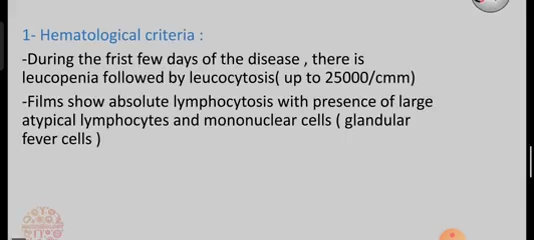 1- Hematological criteria :
-During the frist few days of the disease , there is
leucopenia followed by leucocytosis( up to 25000/cmm)
-Films show absolute lymphocytosis with presence of large
atypical lymphocytes and mononuclear cells ( glandular
fever cells )